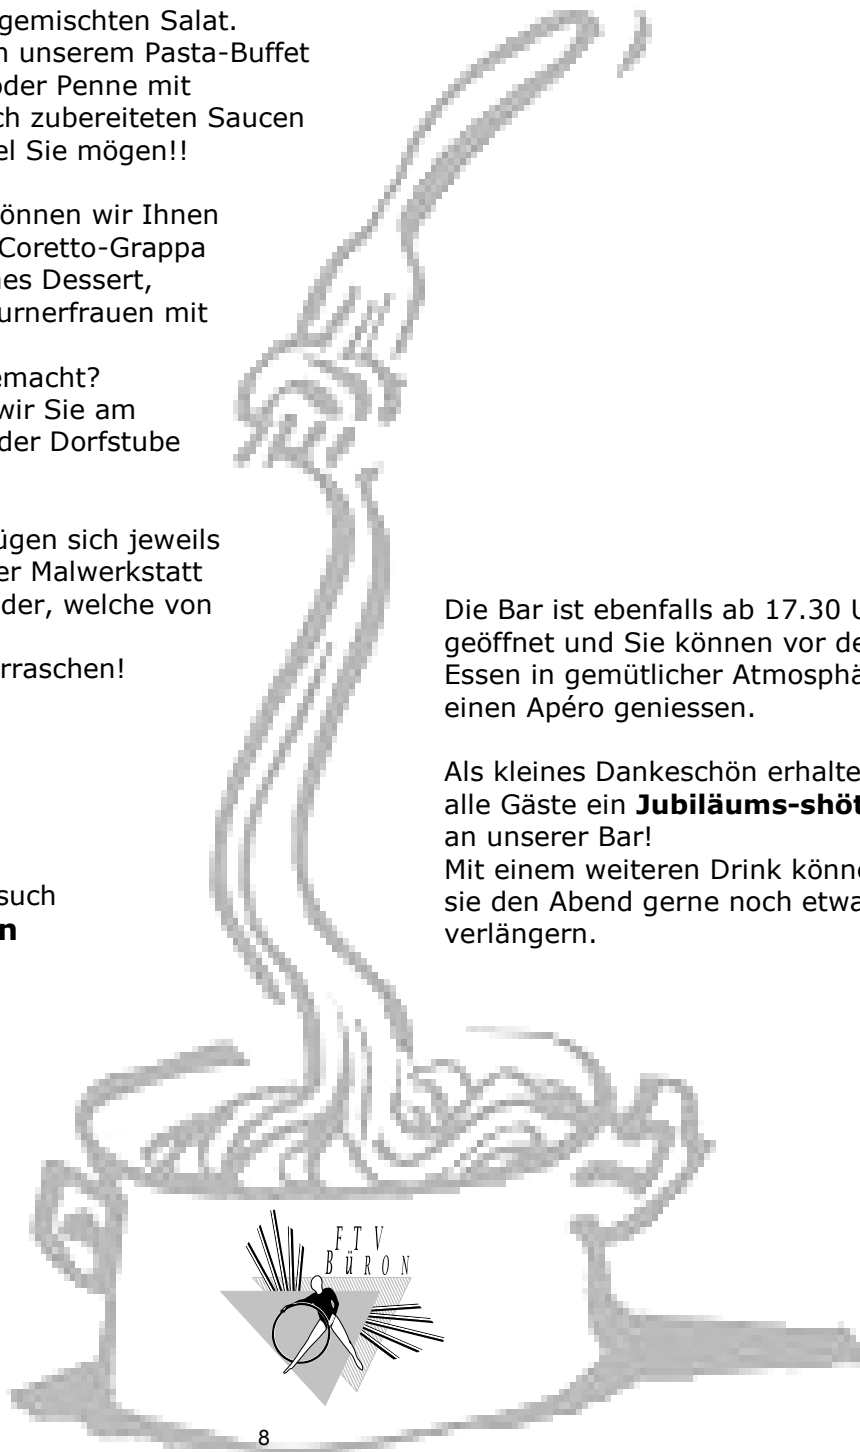 gemischten Salat.
n unserem Pasta-Buffet
oder Penne mit
ch zubereiteten Saucen
el Sie mögen!!
önnen wir Ihnen
Coretto-Grappa
nes Dessert,
urnerfrauen mit
emacht?
wir Sie am
der Dorfstube
ügen sich jeweils
er Malwerkstatt
lder, welche von
rraschen!
such
n
Die Bar ist ebenfalls ab 17.30 U
geöffnet und Sie können vor de
Essen in gemütlicher Atmosphä
einen Apéro geniessen.
Als kleines Dankeschön erhalte
alle Gäste ein Jubiläums-shöt
an unserer Bar!
Mit einem weiteren Drink könne
sie den Abend gerne noch etwa
verlängern.
FTV
BüRON
8